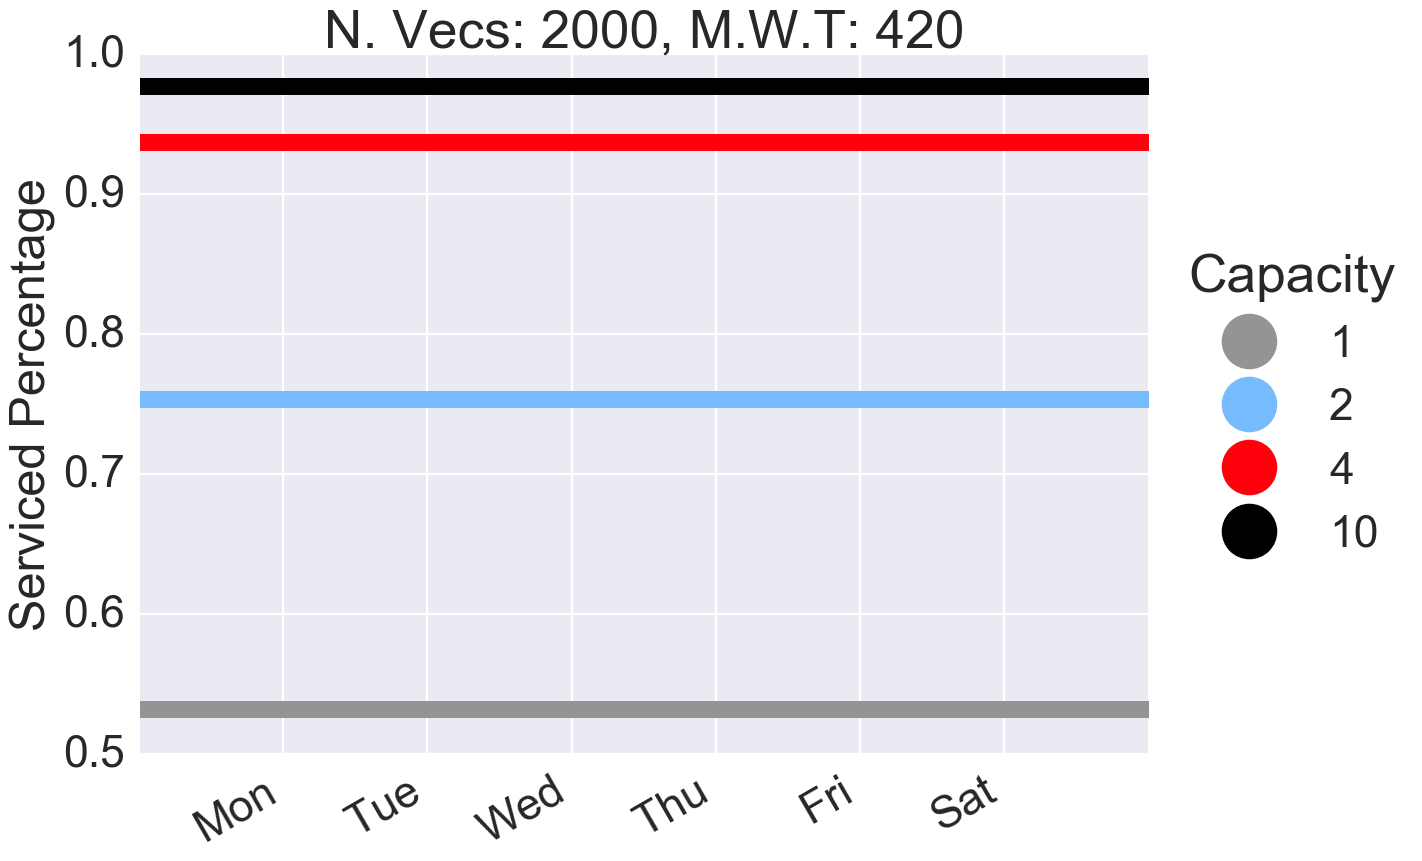 N. Vecs: 2000, M.W.T: 420
1.0
0.9
0.8
0.7
0.6
0.5
Serviced Percentage
Mon
Tue
Wed
Thu
Fri
Sat
Capacity
1
2
4
10